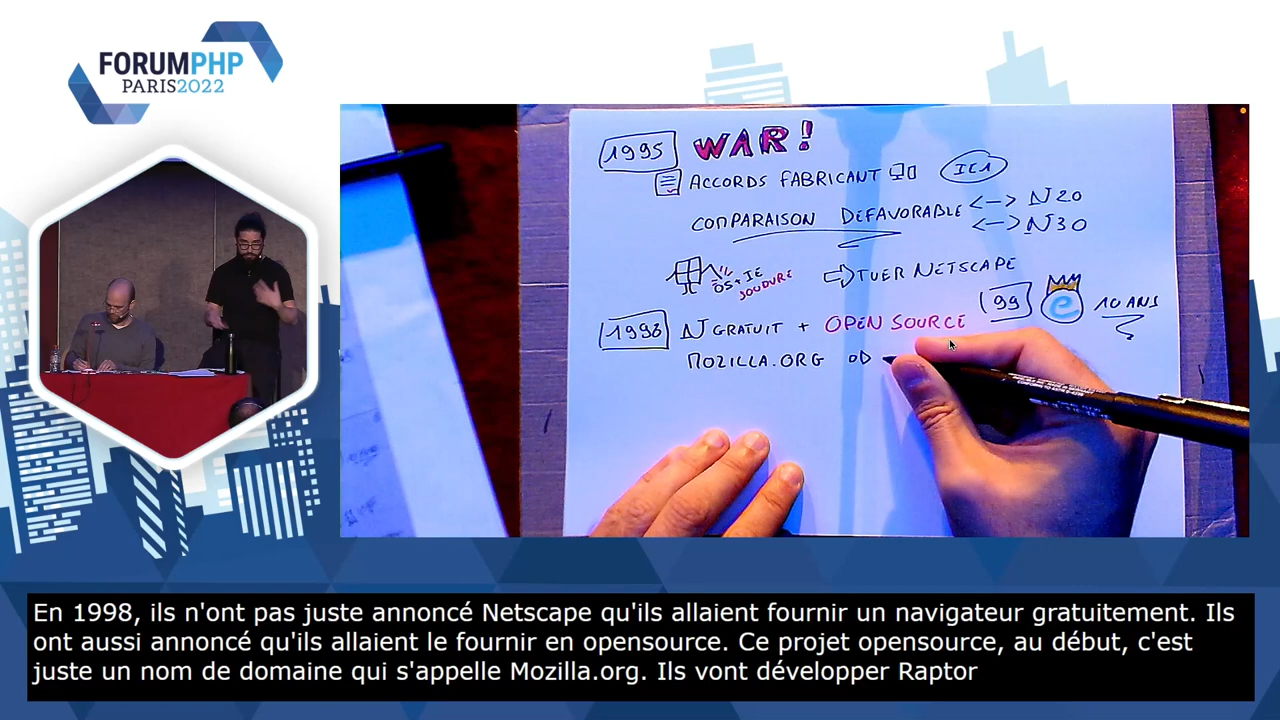 FORUMPHP
PARIS2022
1995 WAR!
ACCORDS FABRICANT IE1
COMPARAISON DEFAVORABLE <--> N20
<--> N30
OS+IE
SOUDURE
TUER NETSCAPE
99 e 10 ANS
1998 N GRATUIT + OPEN SOURCE
MOZILLA.ORG
En 1998, ils n'ont pas juste annoncé Netscape qu'ils allaient fournir un navigateur gratuitement. Ils
ont aussi annoncé qu'ils allaient le fournir en opensource. Ce projet opensource, au début, c'est
juste un nom de domaine qui s'appelle Mozilla.org. Ils vont développer Raptor